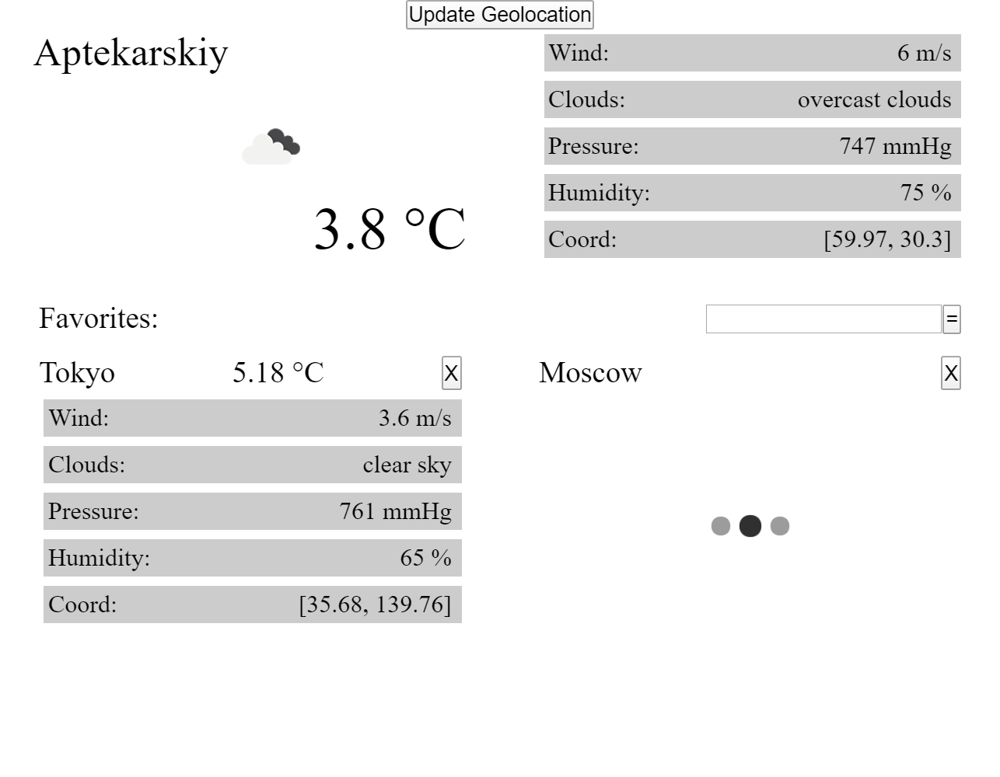 Update Geolocation
Aptekarskiy
3.8 °C
Wind: 6 m/s
Clouds: overcast clouds
Pressure: 747 mmHg
Humidity: 75 %
Coord: [59.97, 30.3]
Favorites: =
Tokyo 5.18 °C X
Wind: 3.6 m/s
Clouds: clear sky
Pressure: 761 mmHg
Humidity: 65 %
Coord: [35.68, 139.76]
Moscow X